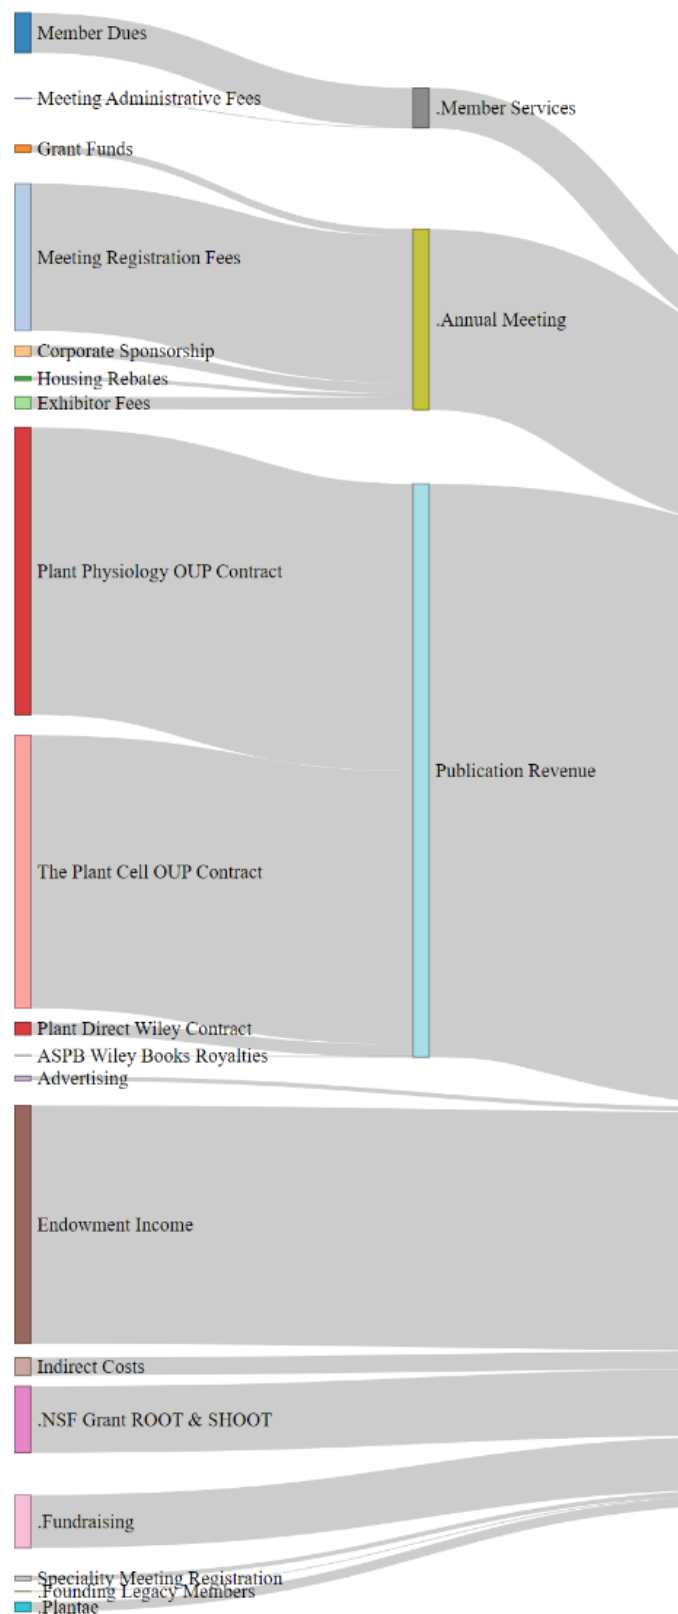 Member Dues
Meeting Administrative Fees
.Member Services
Grant Funds
Meeting Registration Fees
.Annual Meeting
Corporate Sponsorship
Housing Rebates
Exhibitor Fees
Plant Physiology OUP Contract
Publication Revenue
The Plant Cell OUP Contract
Plant Direct Wiley Contract
ASPB Wiley Books Royalties
Advertising
Endowment Income
Indirect Costs
.NSF Grant ROOT & SHOOT
.Fundraising
Speciality Meeting Registration
.Founding Legacy Members
.Plantae